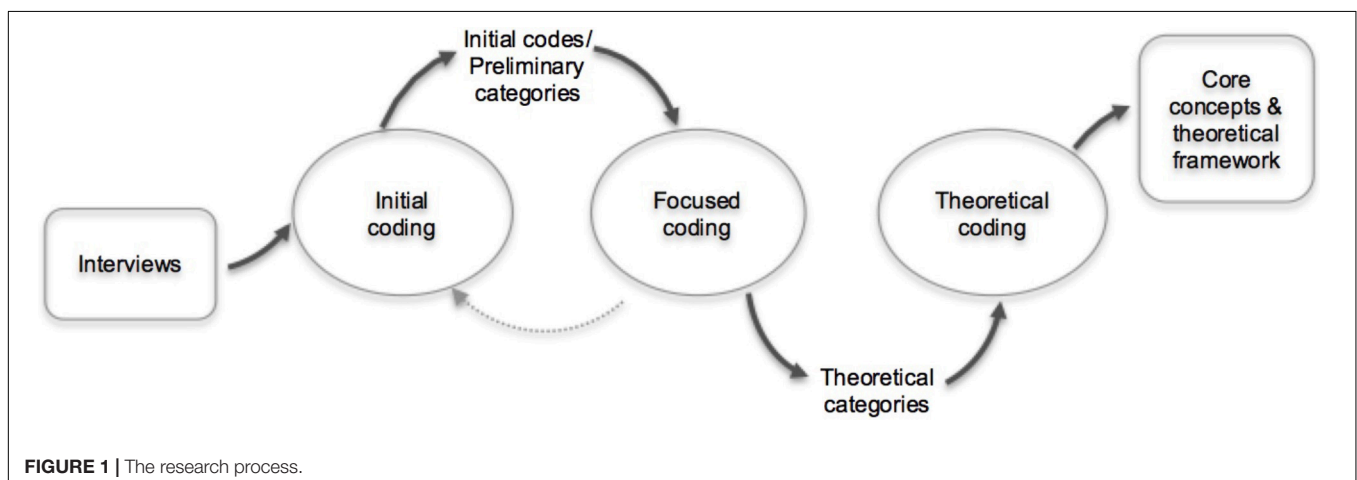 Interviews
Initial
coding
Initial codes/
Preliminary
categories
Focused
coding
Theoretical
categories
Theoretical
coding
Core
concepts &
theoretical
framework
FIGURE 1 | The research process.